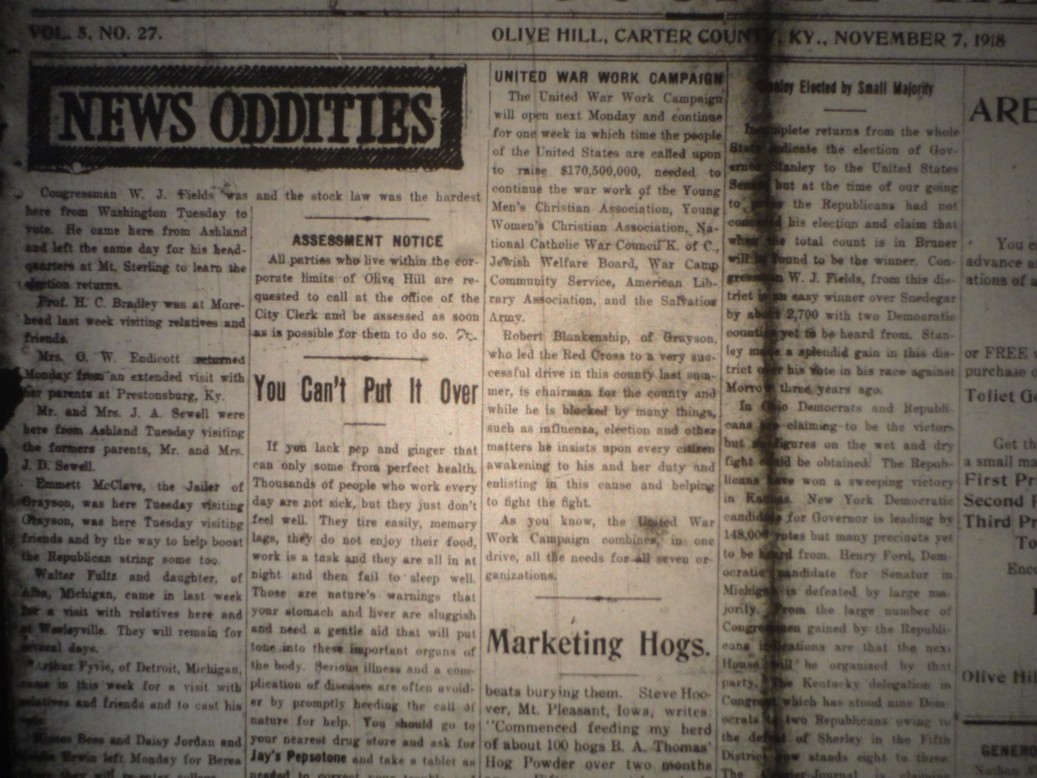 VOL. 5, NO. 27.
OLIVE HILL, CARTER COUNTY, KY., NOVEMBER 7, 1918
NEWS ODDITIES
Congressman W. J. Fields was
here from Washington Tuesday to
vote. He came here from Ashland
and left the same day for his head-
quarters at Mt. Sterling to learn the
election returns.
Prof. H. C. Bradley was at More-
head last week visiting relatives and
friends.
Mrs. O. W. Endicott returned
Monday from an extended visit with
her parents at Prestonsburg, Ky.
Mr. and Mrs. J. A. Sewell were
here from Ashland Tuesday visiting
the formers parents, Mr. and Mrs.
J. D. Sewell.
Emmett McClave, the Jailer of
Grayson, was here Tuesday visiting
Grayson, was here Tuesday visiting
friends and by the way to help boost
the Republican string some too.
Walter Fultz and daughter, of
Alba, Michigan, came in last week
for a visit with relatives here and
at Wesleyville. They will remain for
several days.
Arthur Fyvie, of Detroit, Michigan,
came in this week for a visit with
relatives and friends and to cast his
Misses Bess and Daisy Jordan and
Erwin left Monday for Berea
and the stock law was the hardest
ASSESSMENT NOTICE
All parties who live within the cor-
porate limits of Olive Hill are re-
quested to call at the office of the
City Clerk and be assessed as soon
as is possible for them to do so.
You Can't Put It Over
If you lack pep and ginger that
can only some from perfect health.
Thousands of people who work every
day are not sick, but they just don't
feel well. They tire easily, memory
lags, they do not enjoy their food,
work is a task and they are all in at
night and then fail to sleep well.
Those are nature's warnings that
your stomach and liver are sluggish
and need a gentle aid that will put
tone into these important organs of
the body. Serious illness and a com-
plication of diseases are often avoid-
er by promptly heeding the call of
nature for help. You should go to
your nearest drug store and ask for
Jay's Pepsotone and take a tablet as
needed to correct your
UNITED WAR WORK CAMPAIGN
The United War Work Campaign
will open next Monday and continue
for one week in which time the people
of the United States are called upon
to raise $170,500,000, needed to
continue the war work of the Young
Men's Christian Association, Young
Women's Christian Association, Na-
tional Catholic War Council K. of C.,
Jewish Welfare Board, War Camp
Community Service, American Lib-
rary Association, and the Salvation
Army.
Robert Blankenship, of Grayson,
who led the Red Cross to a very suc-
cessful drive in this county last sum-
mer, is chairman for the county and
while he is blocked by many things,
such as influenza, election and other
matters he insists upon every citizen
awakening to his and her duty and
enlisting in this cause and helping
to fight the fight.
As you know, the United War
Work Campaign combines, in one
drive, all the needs for all seven or-
ganizations.
Marketing Hogs.
beats burying them. Steve Hoo-
ver, Mt. Pleasant, Iowa, writes:
"Commenced feeding my herd
of about 100 hogs B. A. Thomas'
Hog Powder over two months
Stanley Elected by Small Majority
Incomplete returns from the whole
State indicate the election of Gov-
ernor Stanley to the United States
Senate but at the time of our going
to press the Republicans had not
conceded his election and claim that
when the total count is in Bruner
will be found to be the winner. Con-
gressman W. J. Fields, from this dis-
trict is an easy winner over Snedegar
by about 2,700 with two Democratic
counties yet to be heard from. Stan-
ley made a splendid gain in this dis-
trict over his vote in his race against
Morrow three years ago.
In Ohio Democrats and Republi-
cans are claiming to be the victors
but no figures on the wet and dry
fight could be obtained. The Repub-
licans have won a sweeping victory
in Kansas. New York Democratic
candidate for Governor is leading by
148,000 votes but many precincts yet
to be heard from. Henry Ford, Dem-
ocratic candidate for Senator in
Michigan is defeated by large ma-
jority. From the large number of
Congressmen gained by the Republi-
cans indications are that the next
House will be organized by that
party. The Kentucky delegation in
Congress which has stood nine Dem-
ocrats to two Republicans owing to
the defeat of Sherley in the Fifth
District now stands eight to three.
The Journal
ARE
You
advance
ations of
or FREE
purchase
Toliet
Get th
a small
First Pr
Second
Third Pr
To
Olive Hil
GENERO